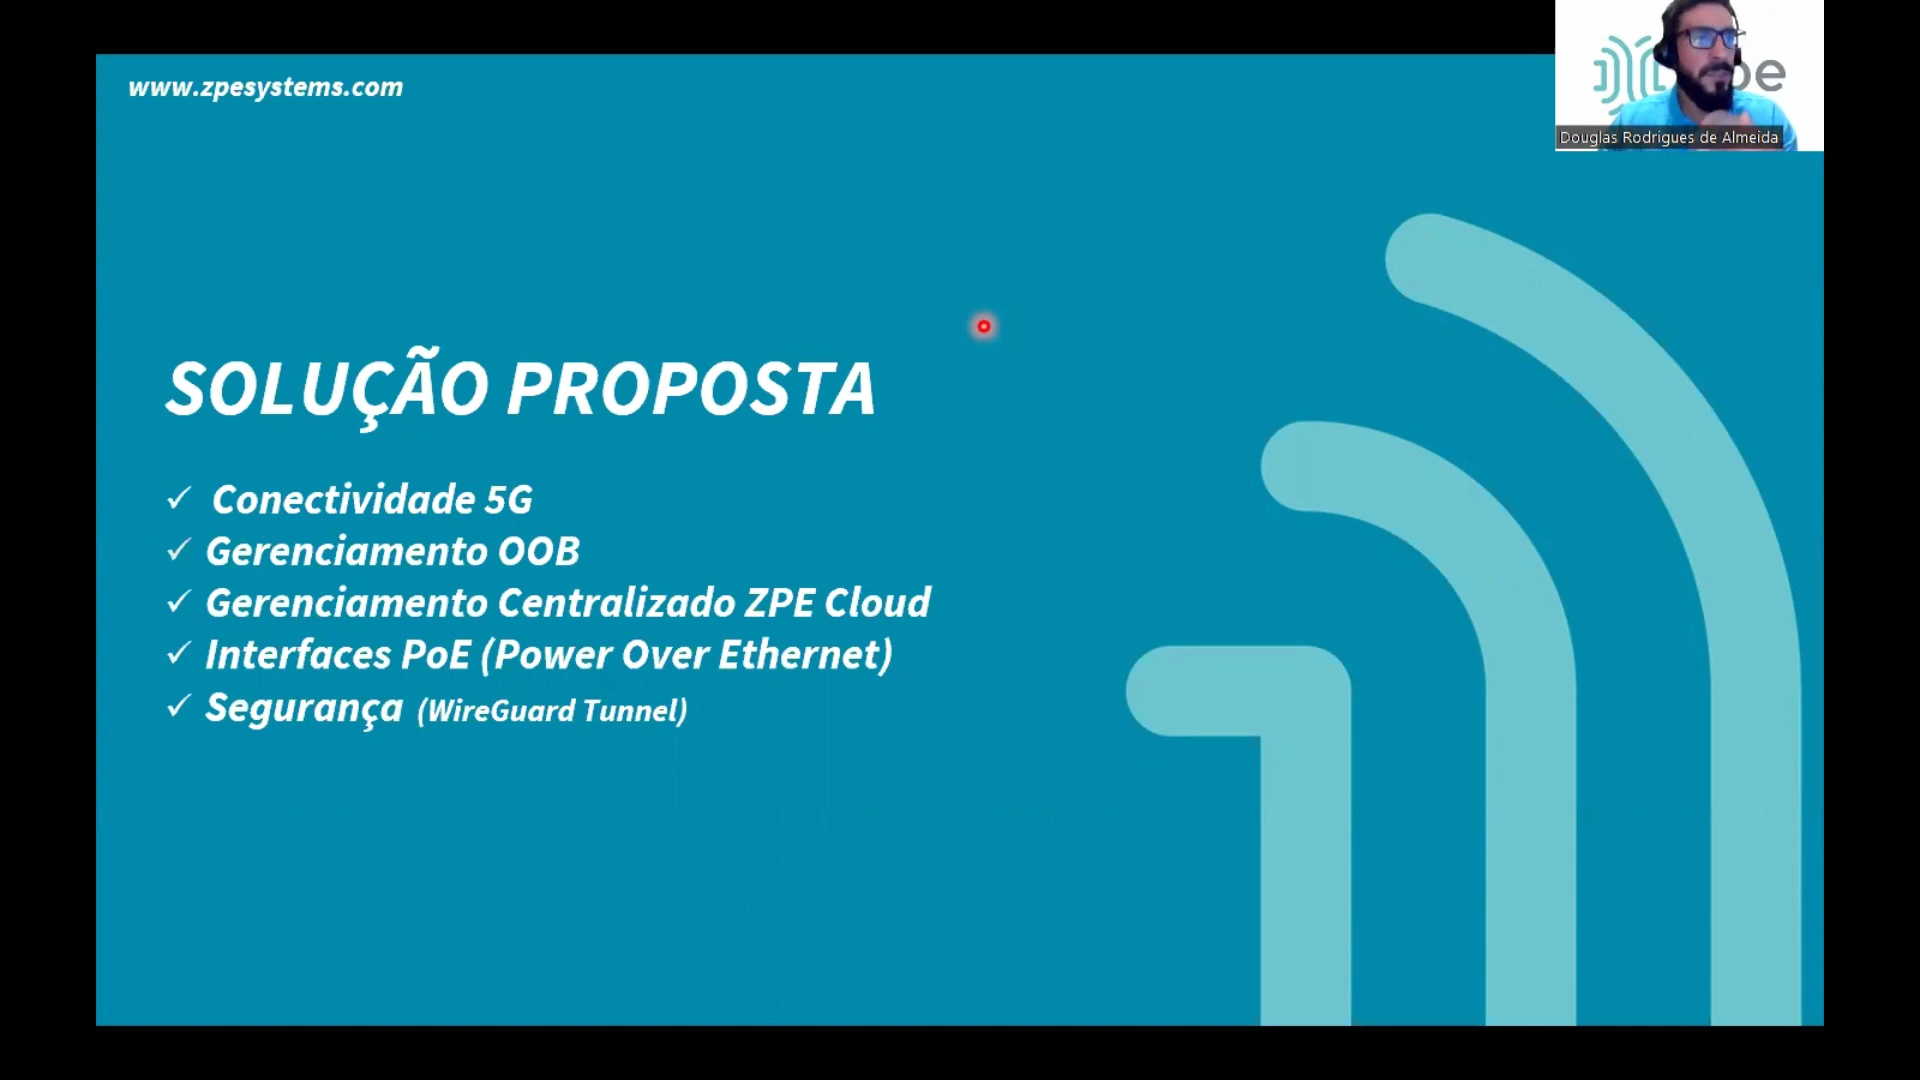 www.zpesystems.com
pe
Douglas Rodrigues de Almeida
SOLUÇÃO PROPOSTA
✓ Conectividade 5G
✓ Gerenciamento OOB
✓ Gerenciamento Centralizado ZPE Cloud
✓ Interfaces PoE (Power Over Ethernet)
✓ Segurança (WireGuard Tunnel)